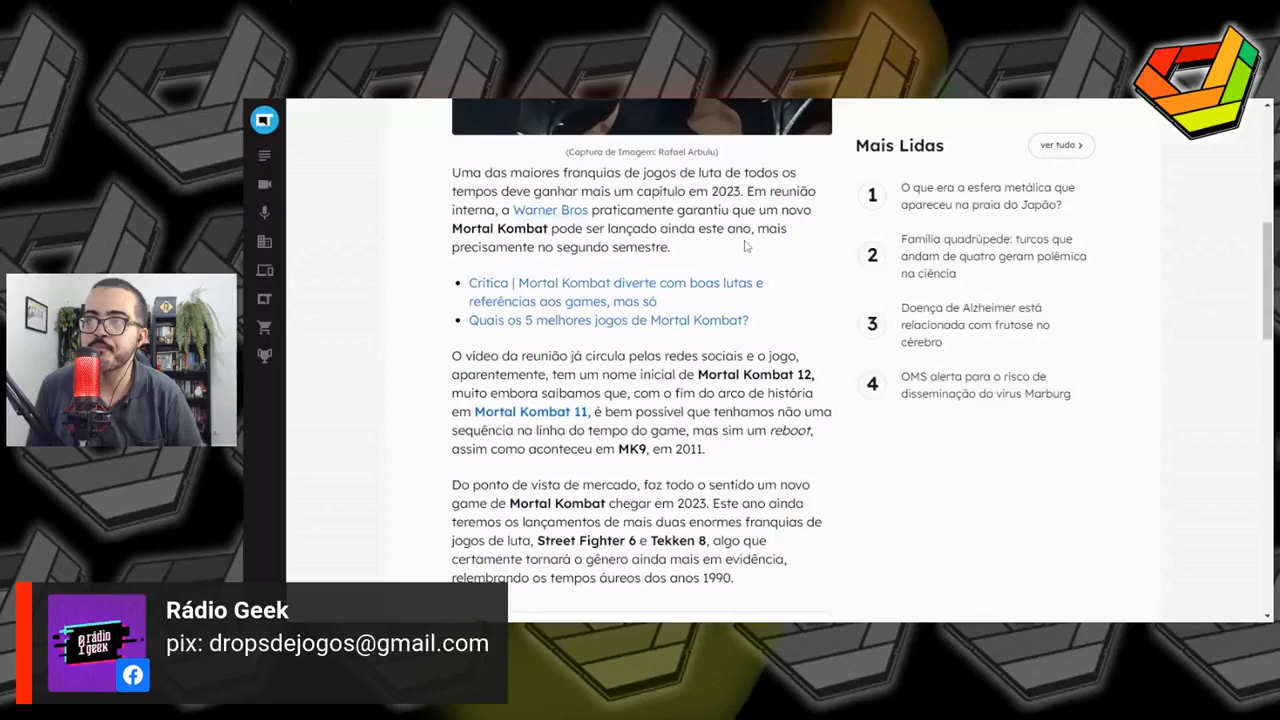 (Captura de Imagem: Rafael Arbulu)
Uma das maiores franquias de jogos de luta de todos os
tempos deve ganhar mais um capítulo em 2023. Em reunião
interna, a Warner Bros praticamente garantiu que um novo
Mortal Kombat pode ser lançado ainda este ano, mais
precisamente no segundo semestre.
Crítica | Mortal Kombat diverte com boas lutas e
referências aos games, mas só
Quais os 5 melhores jogos de Mortal Kombat?
O vídeo da reunião já circula pelas redes sociais e o jogo,
aparentemente, tem um nome inicial de Mortal Kombat 12,
muito embora saibamos que, com o fim do arco de história
em Mortal Kombat 11, é bem possível que tenhamos não uma
sequência na linha do tempo do game, mas sim um reboot,
assim como aconteceu em MK9, em 2011.
Do ponto de vista de mercado, faz todo o sentido um novo
game de Mortal Kombat chegar em 2023. Este ano ainda
teremos os lançamentos de mais duas enormes franquias de
jogos de luta, Street Fighter 6 e Tekken 8, algo que
certamente tornará o gênero ainda mais em evidência,
relembrando os tempos áureos dos anos 1990.
Mais Lidas
ver tudo >
1
O que era a esfera metálica que
apareceu na praia do Japão?
2
Família quadrúpede: turcos que
andam de quatro geram polêmica
na ciência
3
Doença de Alzheimer está
relacionada com frutose no
cérebro
4
OMS alerta para o risco de
disseminação do vírus Marburg
rádio
geek
Rádio Geek
pix: dropsdejogos@gmail.com